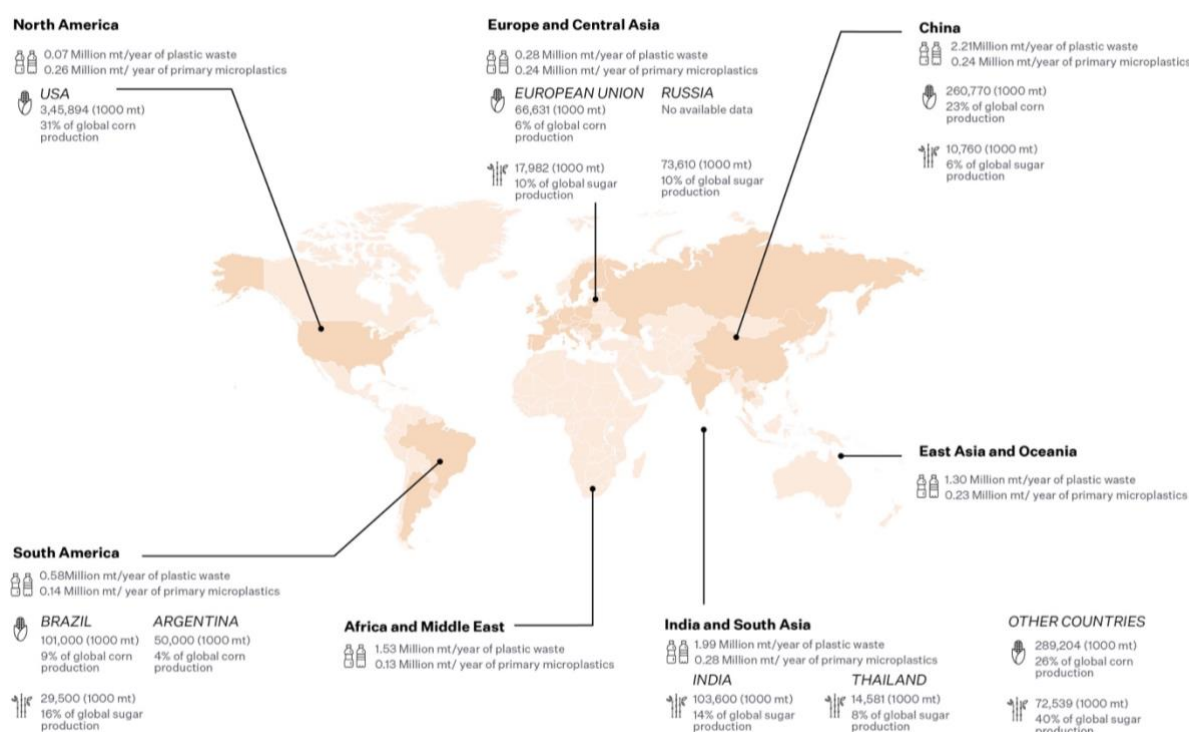 North America
0.07 Million mt/year of plastic waste
0.26 Million mt/ year of primary microplastics
USA
3,45,894 (1000 mt)
31% of global corn
production
Europe and Central Asia
0.28 Million mt/year of plastic waste
0.24 Million mt/year of primary microplastics
EUROPEAN UNION
66,631 (1000 mt)
6% of global corn
production
17,982 (1000 mt)
10% of global sugar
production
RUSSIA
No available data
73,610 (1000 mt)
10% of global sugar
production
China
2.21Million mt/year of plastic waste
0.24 Million mt/year of primary microplastics
260,770 (1000 mt)
23% of global corn
production
10,760 (1000 mt)
6% of global sugar
production
East Asia and Oceania
1.30 Million mt/year of plastic waste
0.23 Million mt/ year of primary microplastics
South America
0.58Million mt/year of plastic waste
0.14 Million mt/ year of primary microplastics
BRAZIL
101,000 (1000 mt)
9% of global corn
production
29,500 (1000 mt)
16% of global sugar
production
ARGENTINA
50,000 (1000 mt)
4% of global corn
production
Africa and Middle East
1.53 Million mt/year of plastic waste
0.13 Million mt/ year of primary microplastics
India and South Asia
1.99 Million mt/year of plastic waste
0.28 Million mt/ year of primary microplastics
INDIA
103,600 (1000 mt)
14% of global sugar
production
THAILAND
14,581 (1000 mt)
8% of global sugar
production
OTHER COUNTRIES
289,204 (1000 mt)
26% of global corn
production
72,539 (1000 mt)
40% of global sugar
production